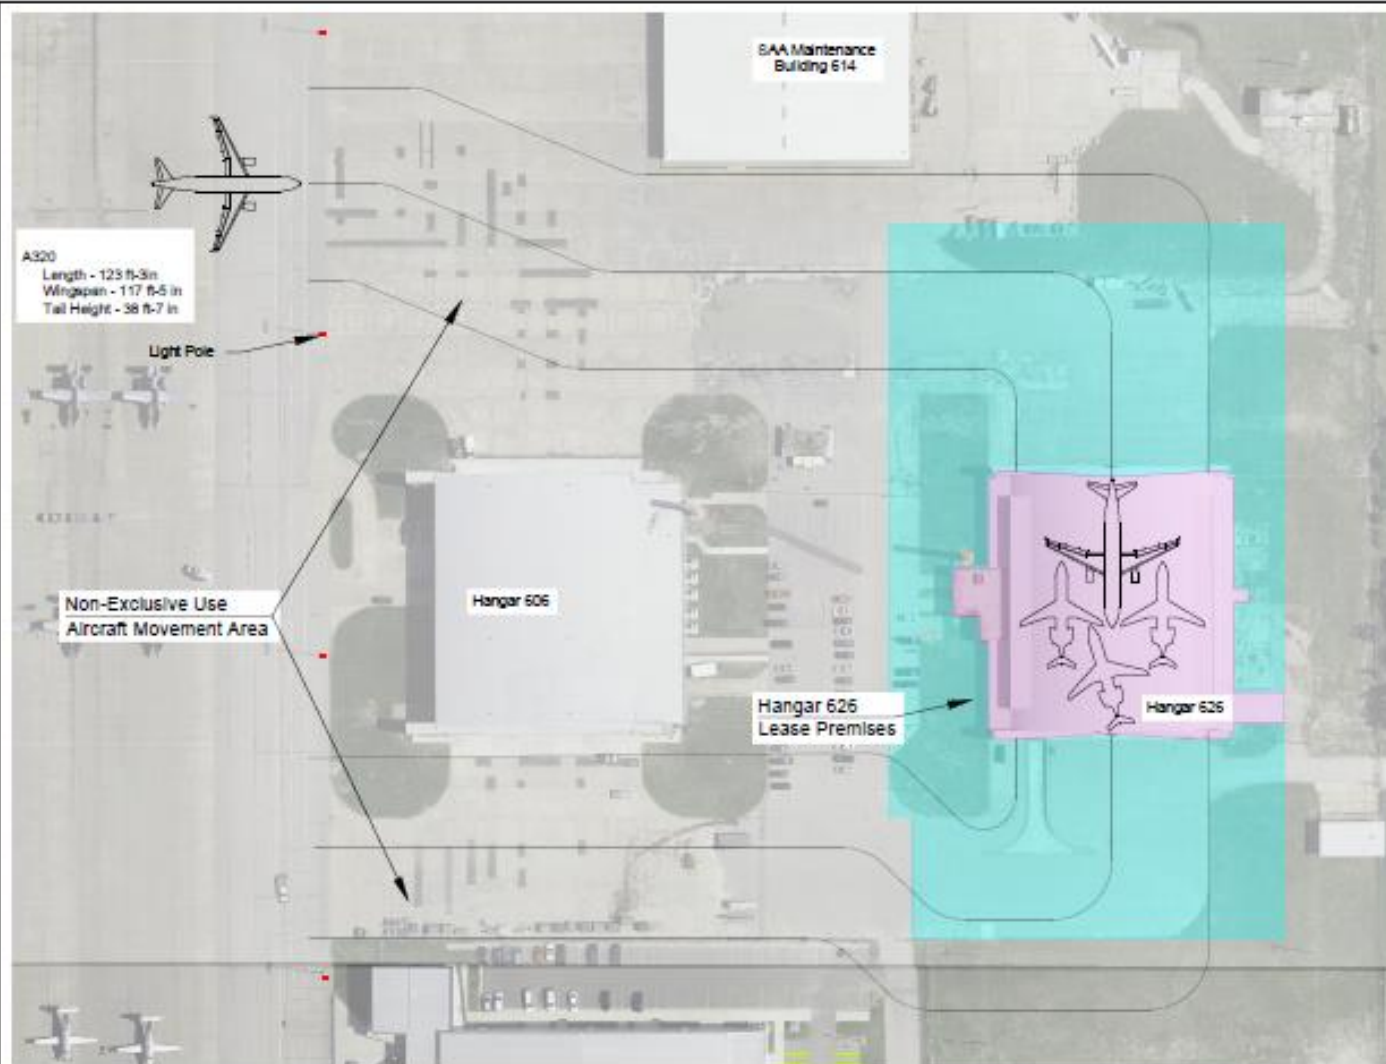 SAA Maintenance
Building 614
A320
Length - 123 ft-3in
Wingspan - 117 ft-5 in
Tail Height - 38 ft-7 in
Light Pole
Non-Exclusive Use
Aircraft Movement Area
Hangar 606
Hangar 626
Lease Premises
Hangar 626